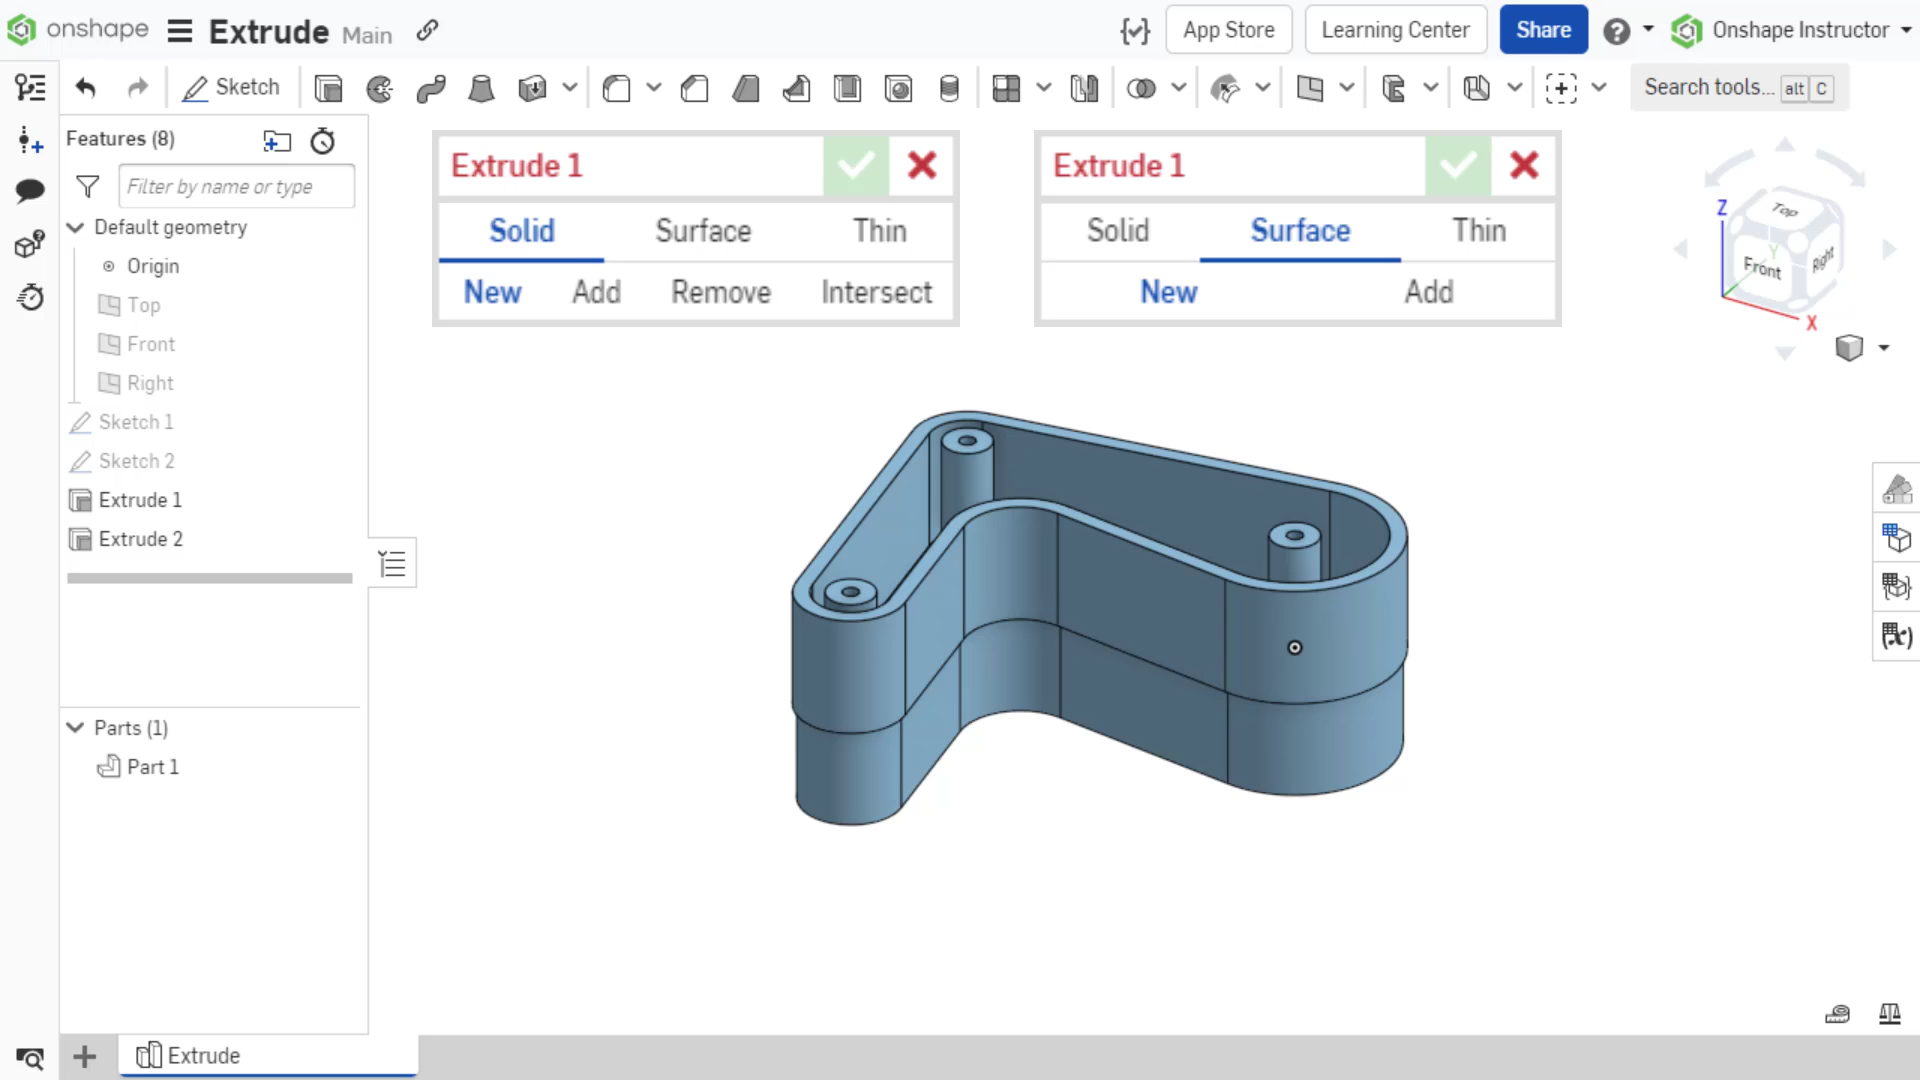 onshape Extrude Main App Store Learning Center Share Onshape Instructor
Sketch Search tools... alt C
Features (8)
Filter by name or type
Default geometry
Origin
Top
Front
Right
Sketch 1
Sketch 2
Extrude 1
Extrude 2
Parts (1)
Part 1
Extrude 1
Solid Surface Thin
New Add Remove Intersect
Extrude 1
Solid Surface Thin
New Add
Z
Top
Y
Front
Right
X
(x)
Extrude